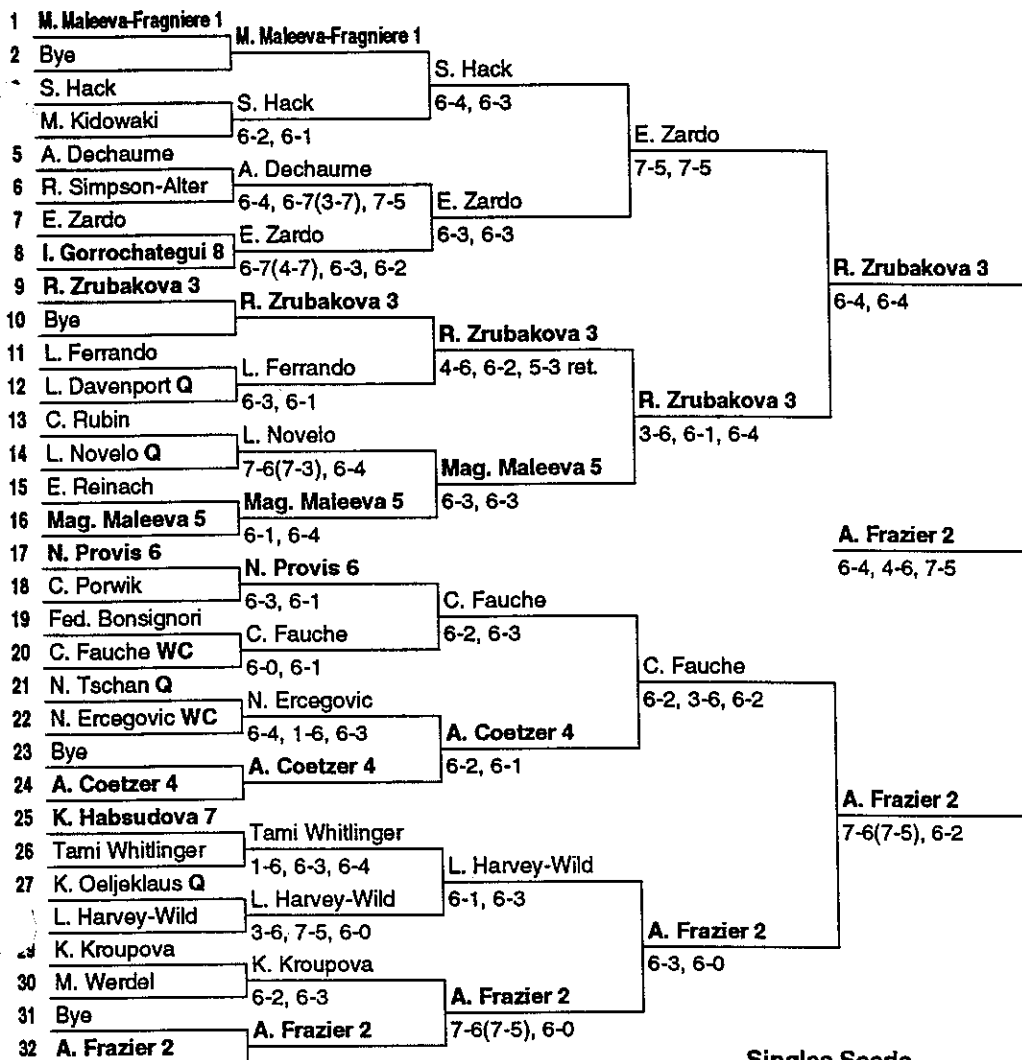 1 M. Maleeva-Fragniere 1
2 Bye
S. Hack
M. Kidowaki
5 A. Dechaume
6 R. Simpson-Alter
7 E. Zardo
8 I. Gorrochategui 8
9 R. Zrubakova 3
10 Bye
11 L. Ferrando
12 L. Davenport Q
13 C. Rubin
14 L. Novelo Q
15 E. Reinach
16 Mag. Maleeva 5
17 N. Provis 6
18 C. Porwik
19 Fed. Bonsignori
20 C. Fauche WC
21 N. Tschan Q
22 N. Ercegovic WC
23 Bye
24 A. Coetzer 4
25 K. Habsudova 7
26 Tami Whitlinger
27 K. Oeljeklaus Q
L. Harvey-Wild
29 K. Kroupova
30 M. Werdel
31 Bye
32 A. Frazier 2
M. Maleeva-Fragniere 1
S. Hack
6-2, 6-1
A. Dechaume
6-4, 6-7(3-7), 7-5
E. Zardo
6-7(4-7), 6-3, 6-2
R. Zrubakova 3
L. Ferrando
6-3, 6-1
L. Novelo
7-6(7-3), 6-4
Mag. Maleeva 5
6-1, 6-4
N. Provis 6
6-3, 6-1
C. Fauche
6-0, 6-1
N. Ercegovic
6-4, 1-6, 6-3
A. Coetzer 4
Tami Whitlinger
1-6, 6-3, 6-4
L. Harvey-Wild
3-6, 7-5, 6-0
K. Kroupova
6-2, 6-3
A. Frazier 2
S. Hack
6-4, 6-3
E. Zardo
6-3, 6-3
R. Zrubakova 3
4-6, 6-2, 5-3 ret.
Mag. Maleeva 5
6-3, 6-3
C. Fauche
6-2, 6-3
A. Coetzer 4
6-2, 6-1
L. Harvey-Wild
6-1, 6-3
A. Frazier 2
7-6(7-5), 6-0
E. Zardo
7-5, 7-5
R. Zrubakova 3
3-6, 6-1, 6-4
C. Fauche
6-2, 3-6, 6-2
A. Frazier 2
6-3, 6-0
R. Zrubakova 3
6-4, 6-4
A. Frazier 2
7-6(7-5), 6-2
A. Frazier 2
6-4, 4-6, 7-5
Singles Seeds